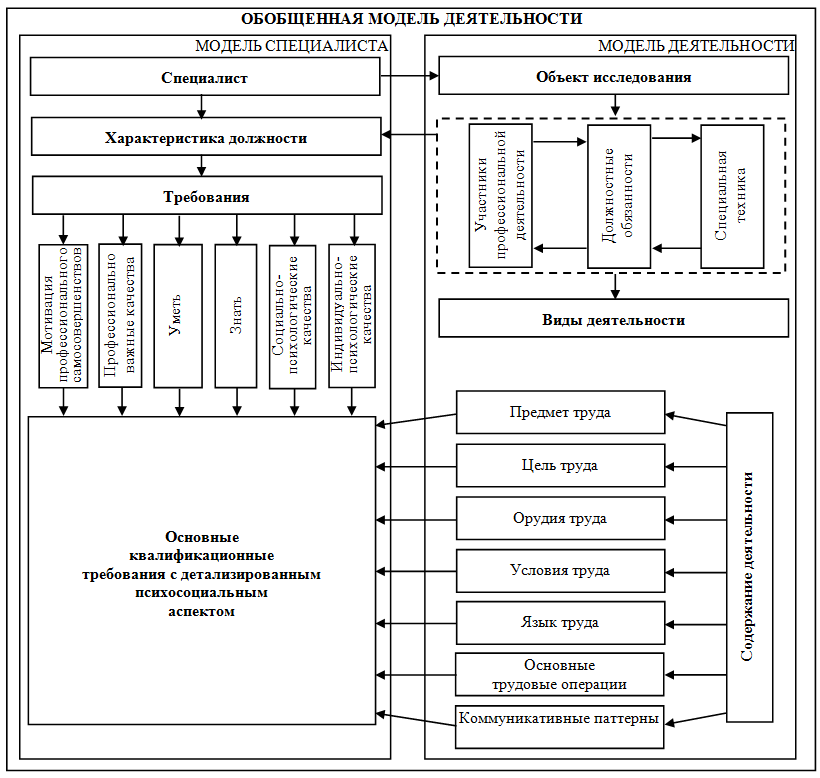 ОБОБЩЕННАЯ МОДЕЛЬ ДЕЯТЕЛЬНОСТИ
МОДЕЛЬ СПЕЦИАЛИСТА
Специалист
Характеристика должности
Требования
Мотивация
профессионального
самосовершенствов
Профессионально
важные качества
Уметь
Знать
Социально-
психологические
качества
Индивидуально-
психологические
качества
Основные
квалификационные
требования с детализированным
психосоциальным
аспектом
МОДЕЛЬ ДЕЯТЕЛЬНОСТИ
Объект исследования
Участники
профессиональной
деятельности
Должностные
обязанности
Специальная
техника
Виды деятельности
Предмет труда
Цель труда
Орудия труда
Условия труда
Язык труда
Основные
трудовые операции
Коммуникативные паттерны
Содержание деятельности